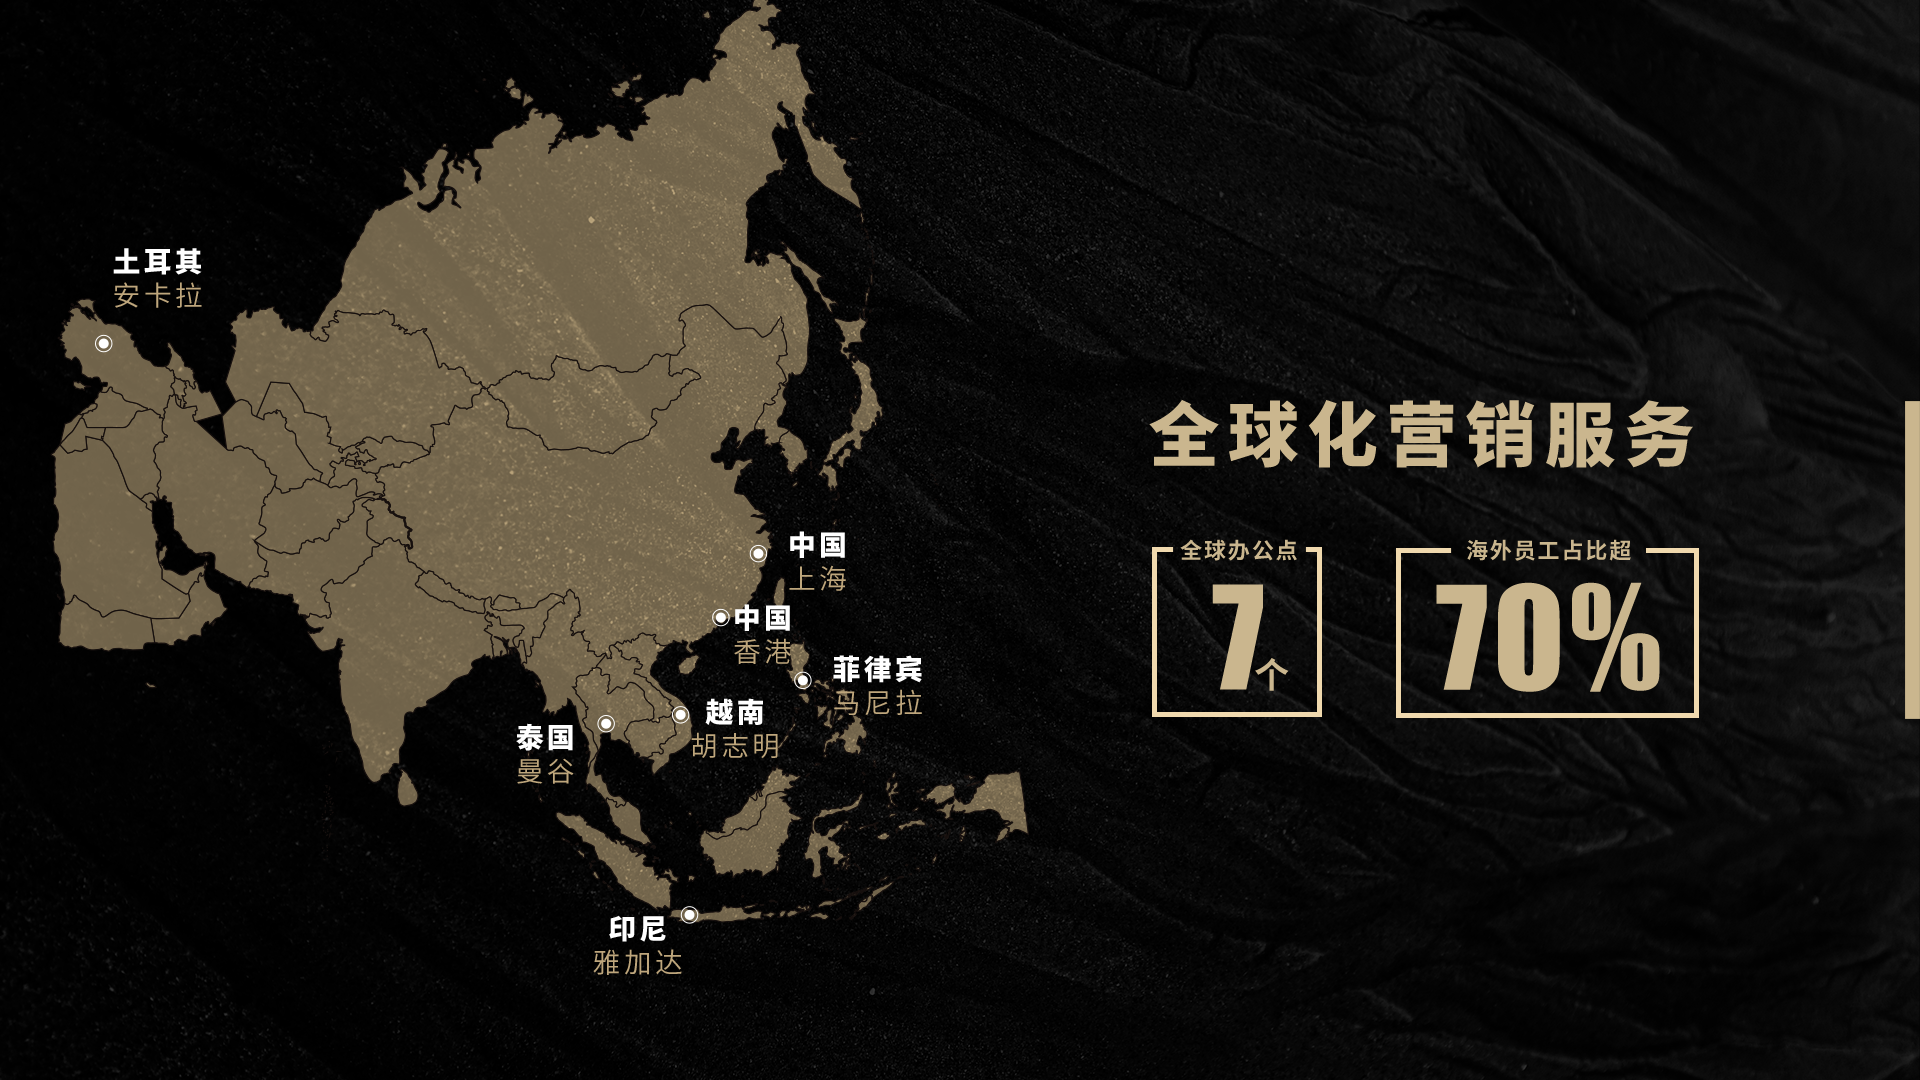 土耳其
安卡拉
中国
上海
中国
香港
菲律宾
马尼拉
越南
胡志明
泰国
曼谷
印尼
雅加达
全球化营销服务
全球办公点
7个
海外员工占比超
70%